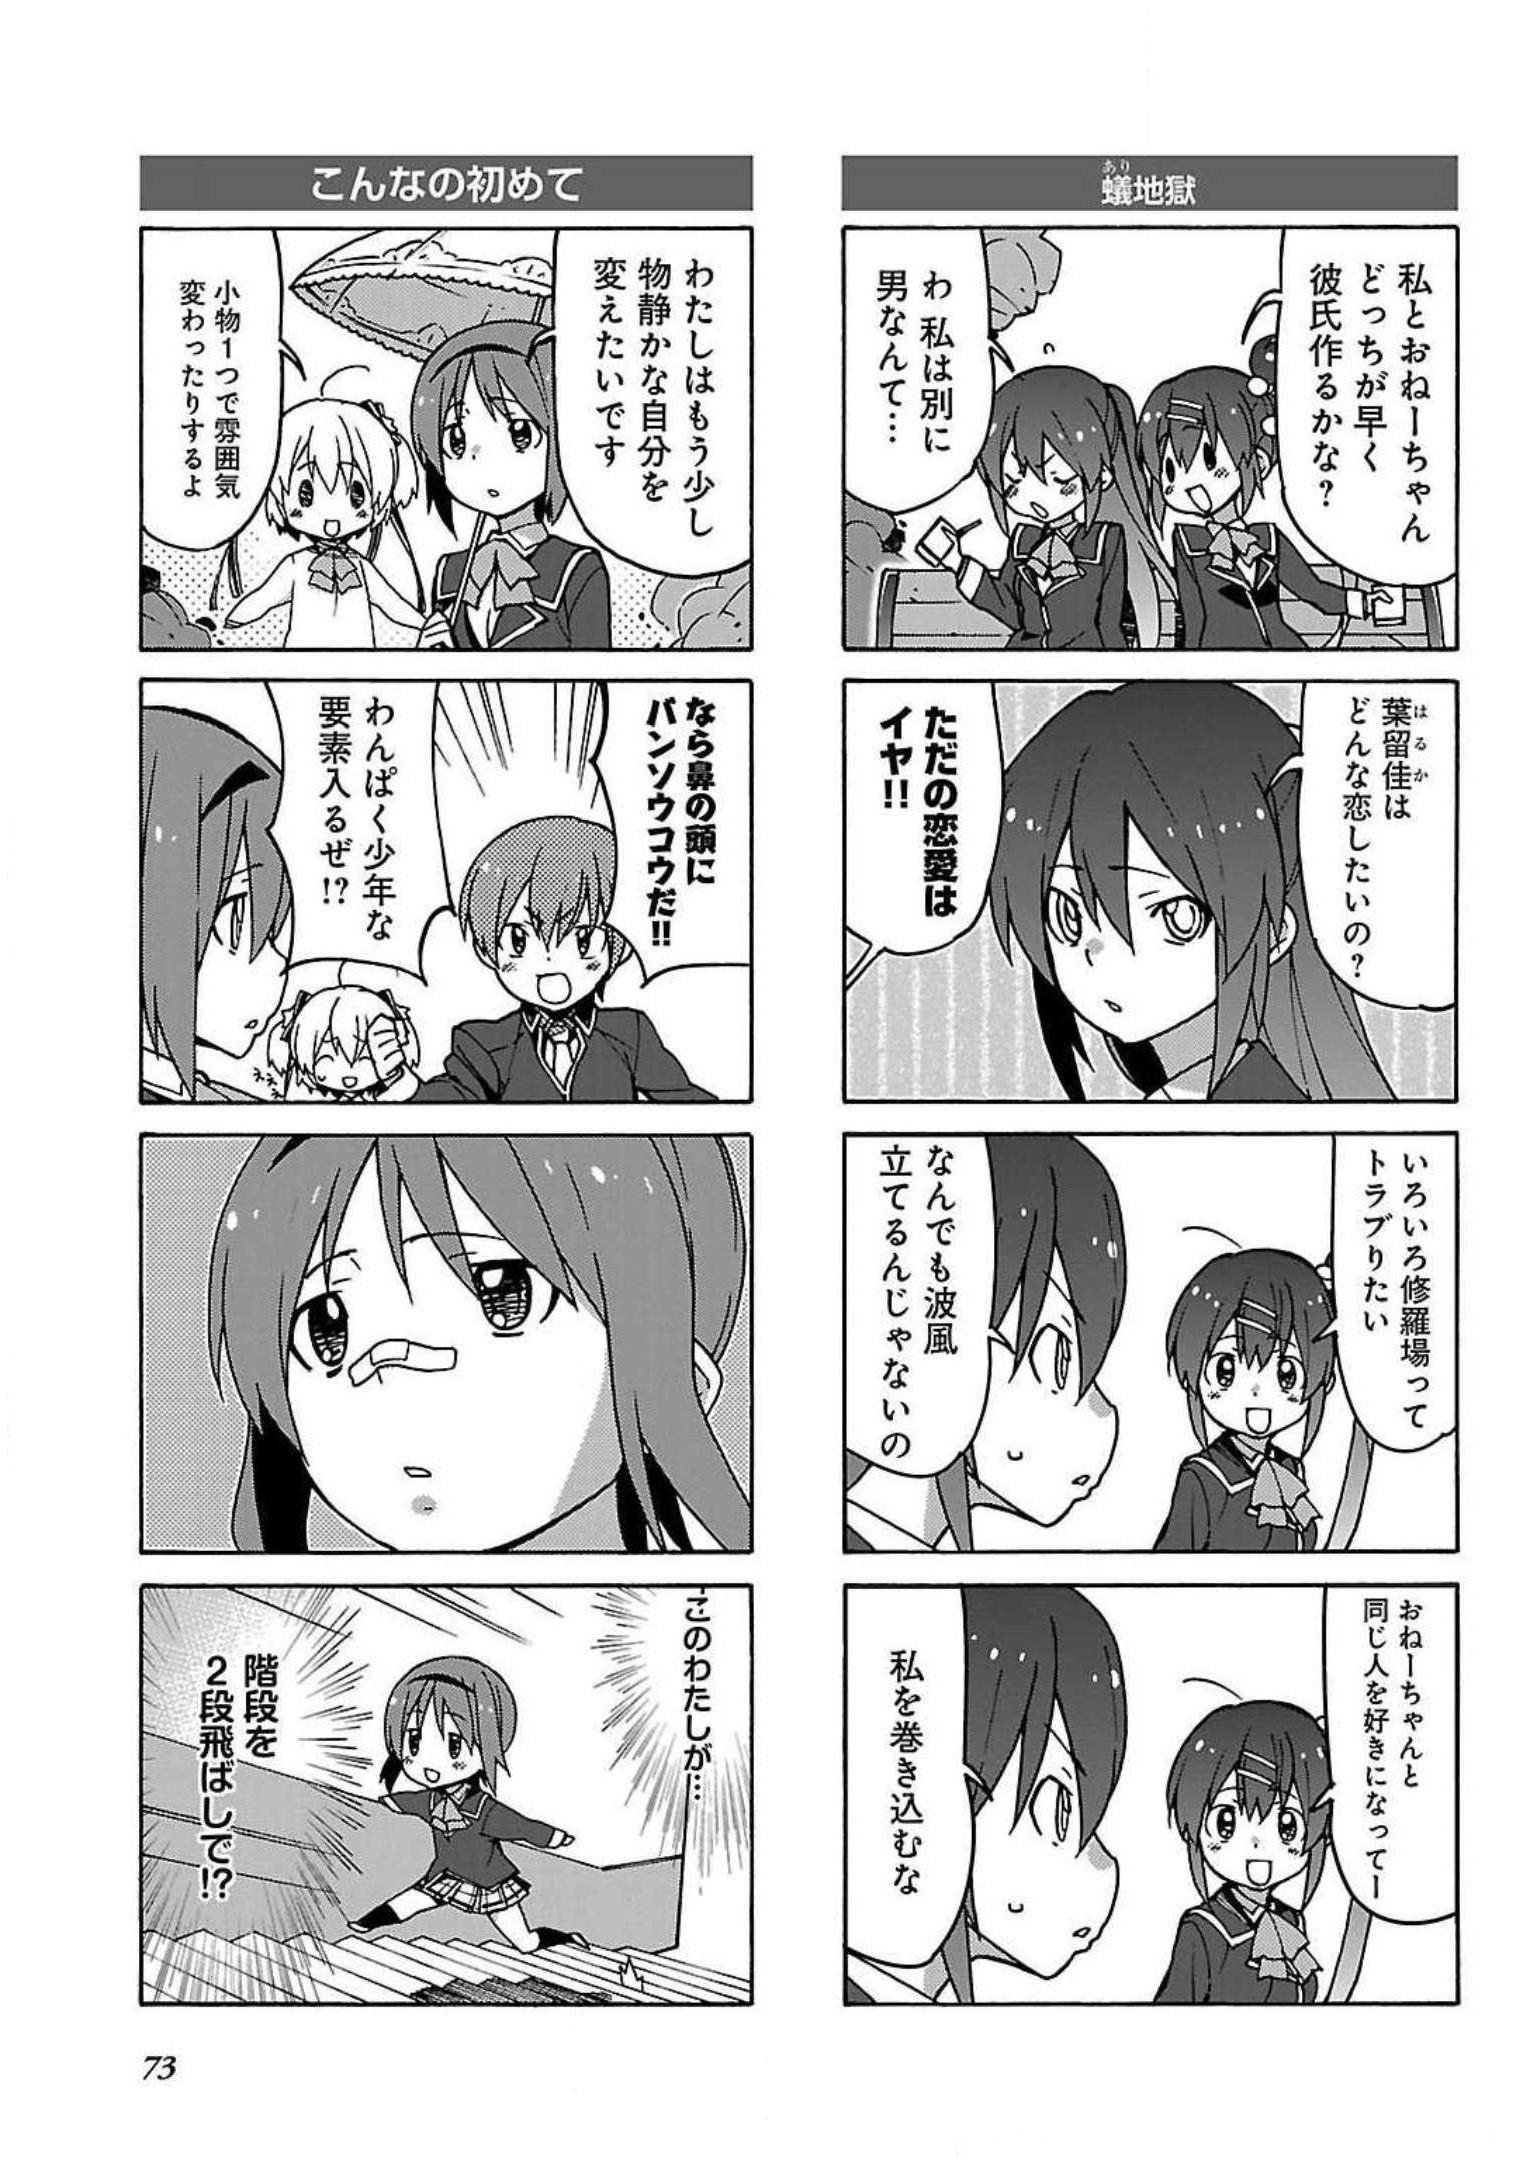 蟻地獄
あり
私とおねーちゃん
どっちが早く
彼氏作るかな?
わ 私は別に
男なんて…
葉留佳は
はるか
どんな恋したいの?
ただの恋愛は
イヤ!!
いろいろ修羅場って
トラブりたい
なんでも波風
立てるんじゃないの
おねーちゃんと
同じ人を好きになってー
私を巻き込むな
こんなの初めて
わたしはもう少し
物静かな自分を
変えたいです
小物1つで雰囲気
変わったりするよ
なら鼻の頭に
バンソウコウだ!!
わんぱく少年な
要素入るぜ!?
ええ
このわたしが…
階段を
2段飛ばしで!?
73